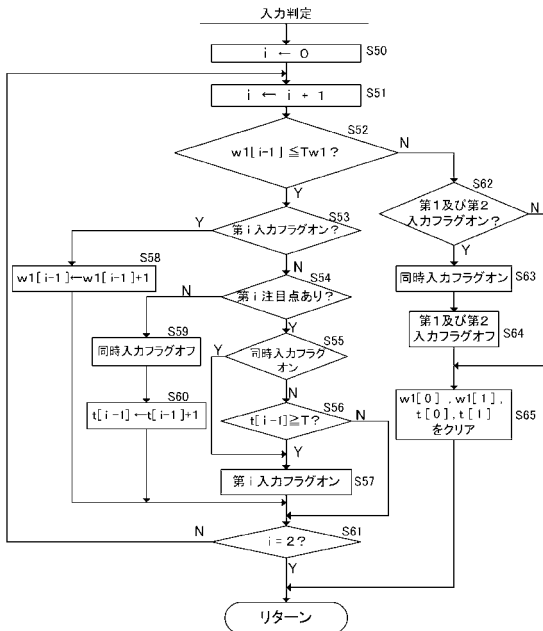 入力判定
i ← 0
S50
i ← i + 1
S51
S52
w1[i-1] ≦Tw1?
N
Y
S53
第i入力フラグオン?
Y
N
S58
w1[i-1]←w1[i-1]+1
S54
第i注目点あり?
N
Y
S59
同時入力フラグオフ
S55
同時入力フラグ
オン
Y
N
S60
t[i-1]←t[i-1]+1
S56
t[i-1]≧T?
N
Y
第i入力フラグオン
S57
S61
i=2?
N
Y
S62
第1及び第2
入力フラグオン?
N
Y
同時入力フラグオン
S63
第1及び第2
入力フラグオフ
S64
w1[0] ,w1[1],
t[0],t[1]
をクリア
S65
リターン